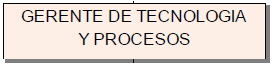 GERENTE DE TECNOLOGIA
Y PROCESOS